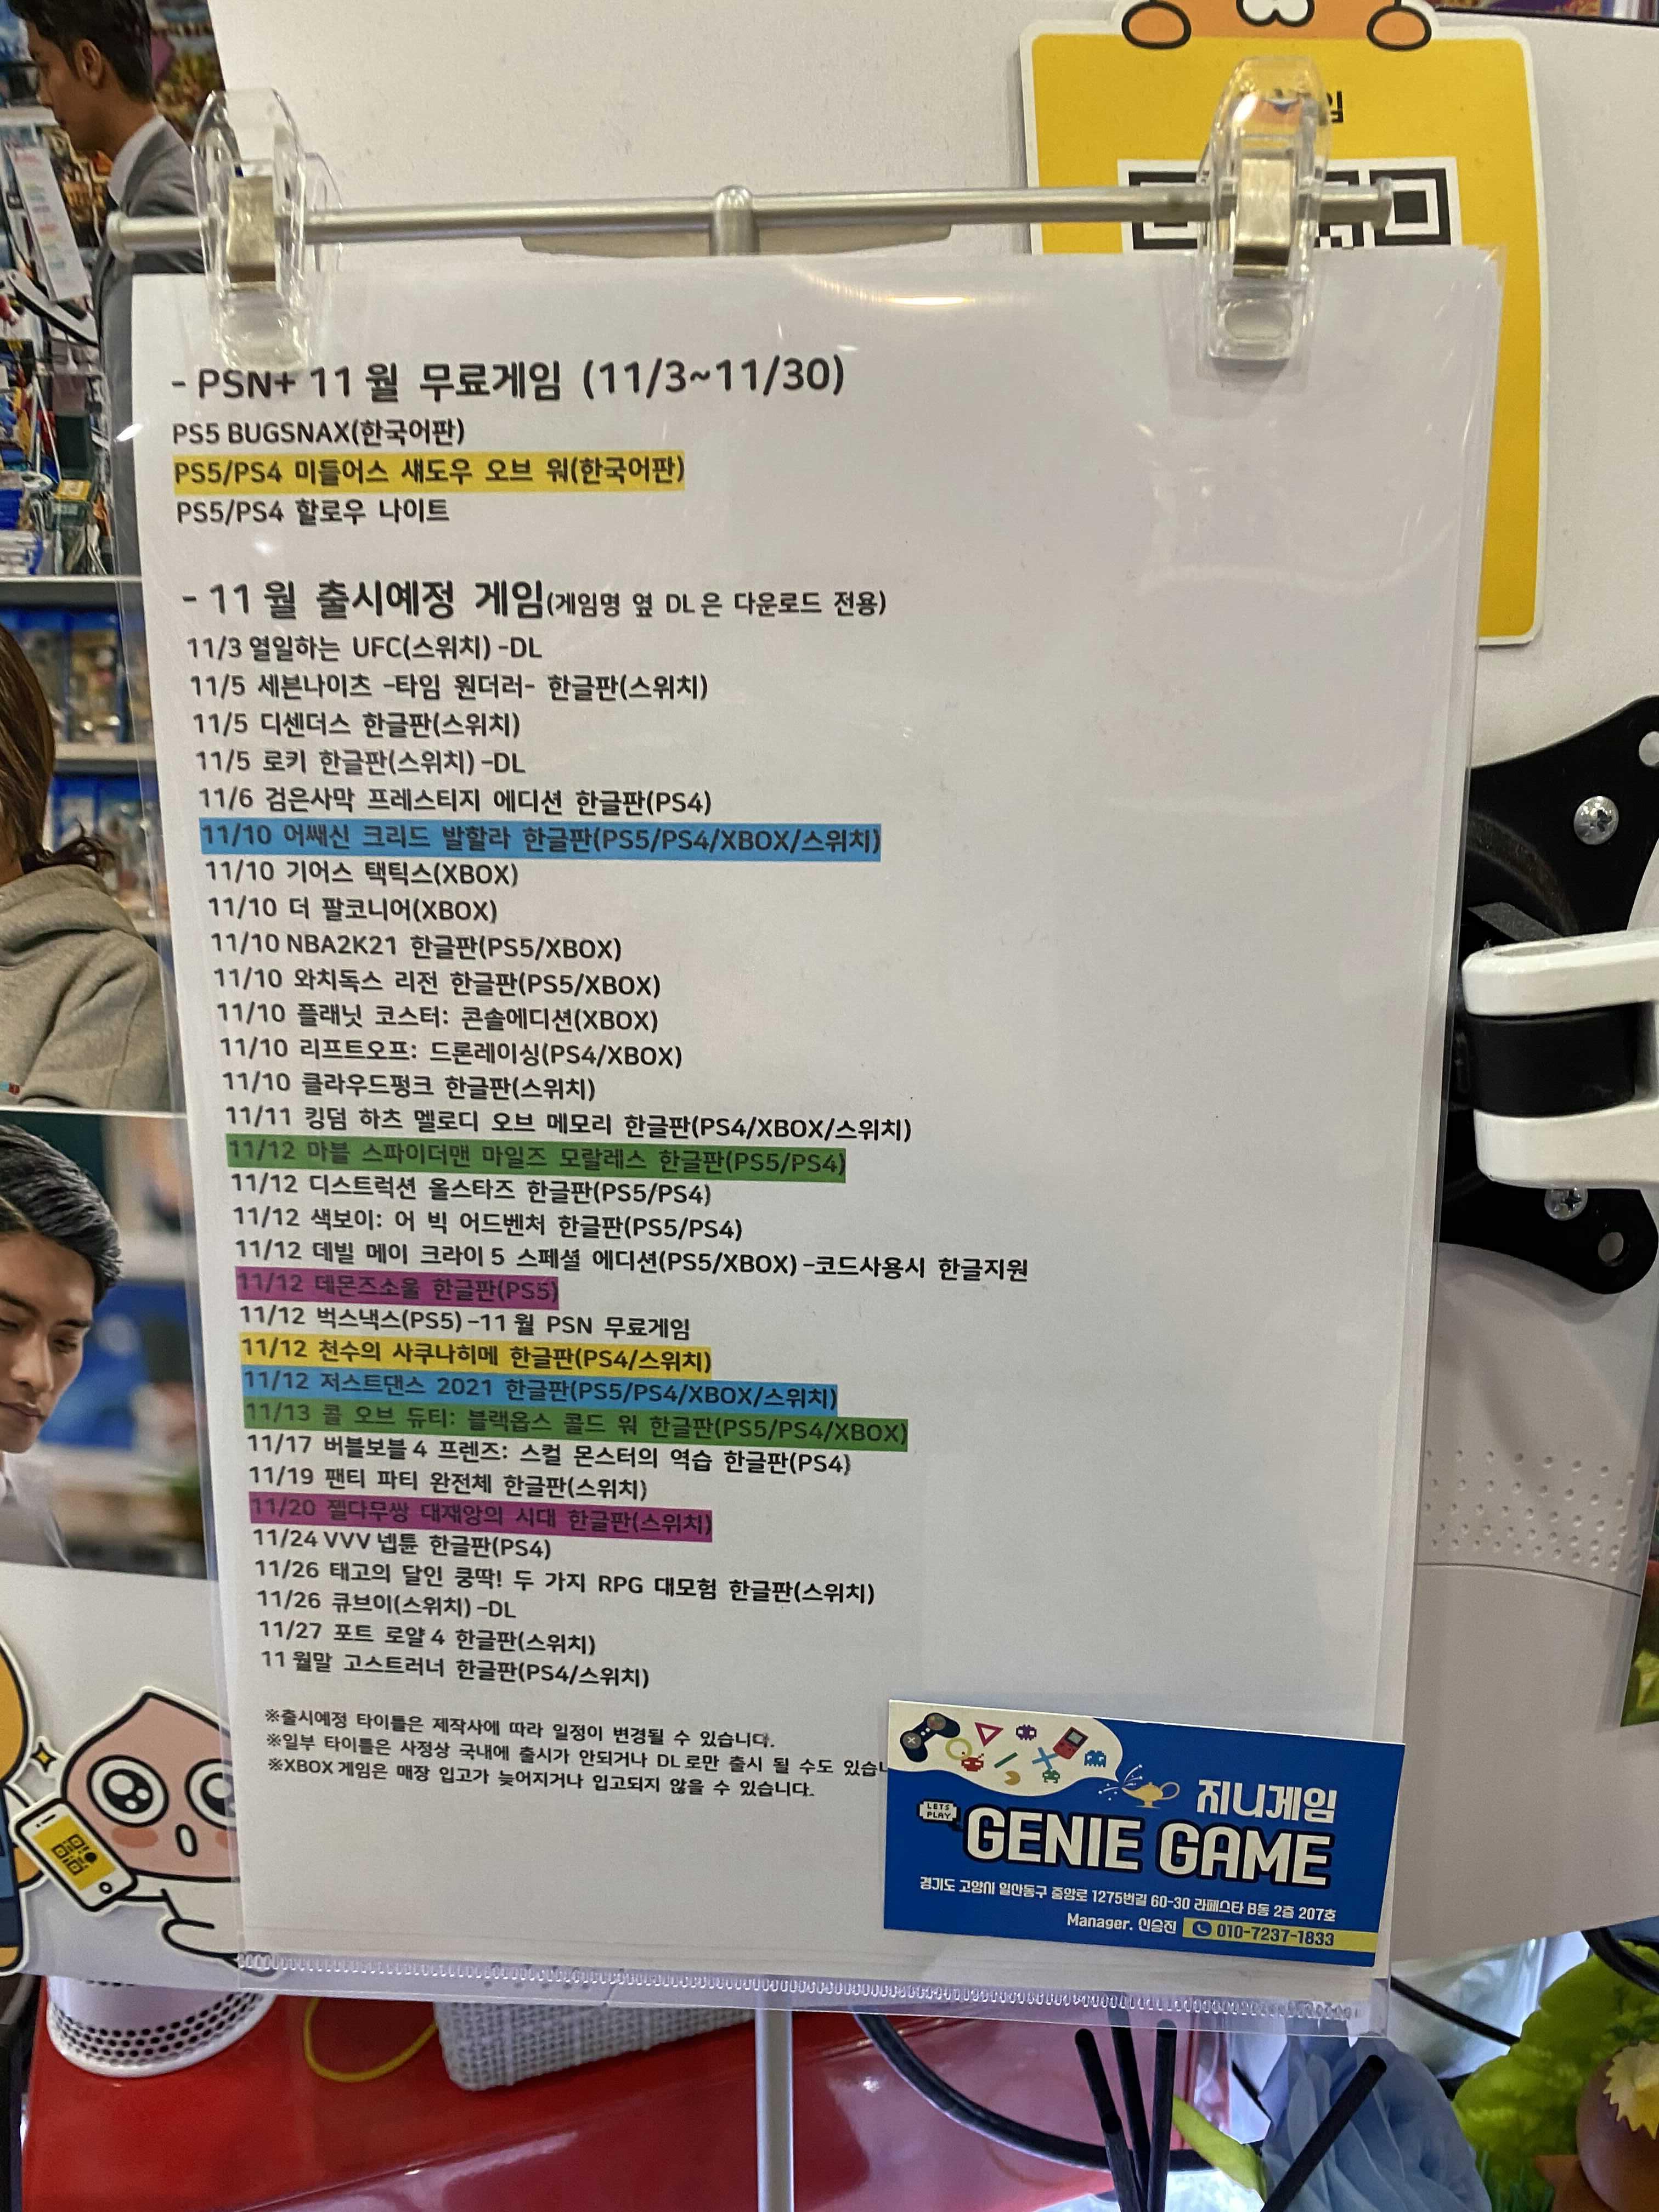 - PSN+ 11월 무료게임 (11/3~11/30)
PS5 BUGSNAX(한국어판)
PS5/PS4 미들어스 섀도우 오브 워(한국어판)
PS5/PS4 할로우 나이트
- 11월 출시예정 게임(게임명 옆 DL은 다운로드 전용)
11/3 열일하는 UFC(스위치) -DL
11/5 세븐나이츠 -타임 원더러- 한글판(스위치)
11/5 디센더스 한글판(스위치)
11/5 로키 한글판(스위치) -DL
11/6 검은사막 프레스티지 에디션 한글판(PS4)
11/10 어쌔신 크리드 발할라 한글판(PS5/PS4/XBOX/스위치)
11/10 기어스 택틱스(XBOX)
11/10 더 팔코니어(XBOX)
11/10 NBA2K21 한글판(PS5/XBOX)
11/10 와치독스 리전 한글판(PS5/XBOX)
11/10 플래닛 코스터: 콘솔에디션(XBOX)
11/10 리프트오프: 드론레이싱(PS4/XBOX)
11/10 클라우드펑크 한글판(스위치)
11/11 킹덤 하츠 멜로디 오브 메모리 한글판(PS4/XBOX/스위치)
11/12 마블 스파이더맨 마일즈 모랄레스 한글판(PS5/PS4)
11/12 디스트럭션 올스타즈 한글판(PS5/PS4)
11/12 색보이: 어 빅 어드벤처 한글판(PS5/PS4)
11/12 데빌 메이 크라이 5 스페셜 에디션(PS5/XBOX) -코드사용시 한글지원
11/12 데몬즈소울 한글판(PS5)
11/12 벅스낵스(PS5) -11월 PSN 무료게임
11/12 천수의 사쿠나히메 한글판(PS4/스위치)
11/12 저스트댄스 2021 한글판(PS5/PS4/XBOX/스위치)
11/13 콜 오브 듀티: 블랙옵스 콜드 워 한글판(PS5/PS4/XBOX)
11/17 버블보블 4 프렌즈: 스컬 몬스터의 역습 한글판(PS4)
11/19 팬티 파티 완전체 한글판(스위치)
11/20 젤다무쌍 대재앙의 시대 한글판(스위치)
11/24 VVV넵튠 한글판(PS4)
11/26 태고의 달인 쿵딱! 두 가지 RPG 대모험 한글판(스위치)
11/26 큐브이(스위치) -DL
11/27 포트 로얄 4 한글판(스위치)
11월말 고스트러너 한글판(PS4/스위치)
※출시예정 타이틀은 제작사에 따라 일정이 변경될 수 있습니다.
※일부 타이틀은 사정상 국내에 출시가 안되거나 DL로만 출시 될 수도
※XBOX게임은 매장 입고가 늦어지거나 입고되지 않을 수 있습니다.
지니게임
LETS PLAY
GENIE GAME
경기도 고양시 일산동구 중앙로 1275번길 60-30 라페스타 B동 2층 207호
Manager. 신승진 010-7237-1833